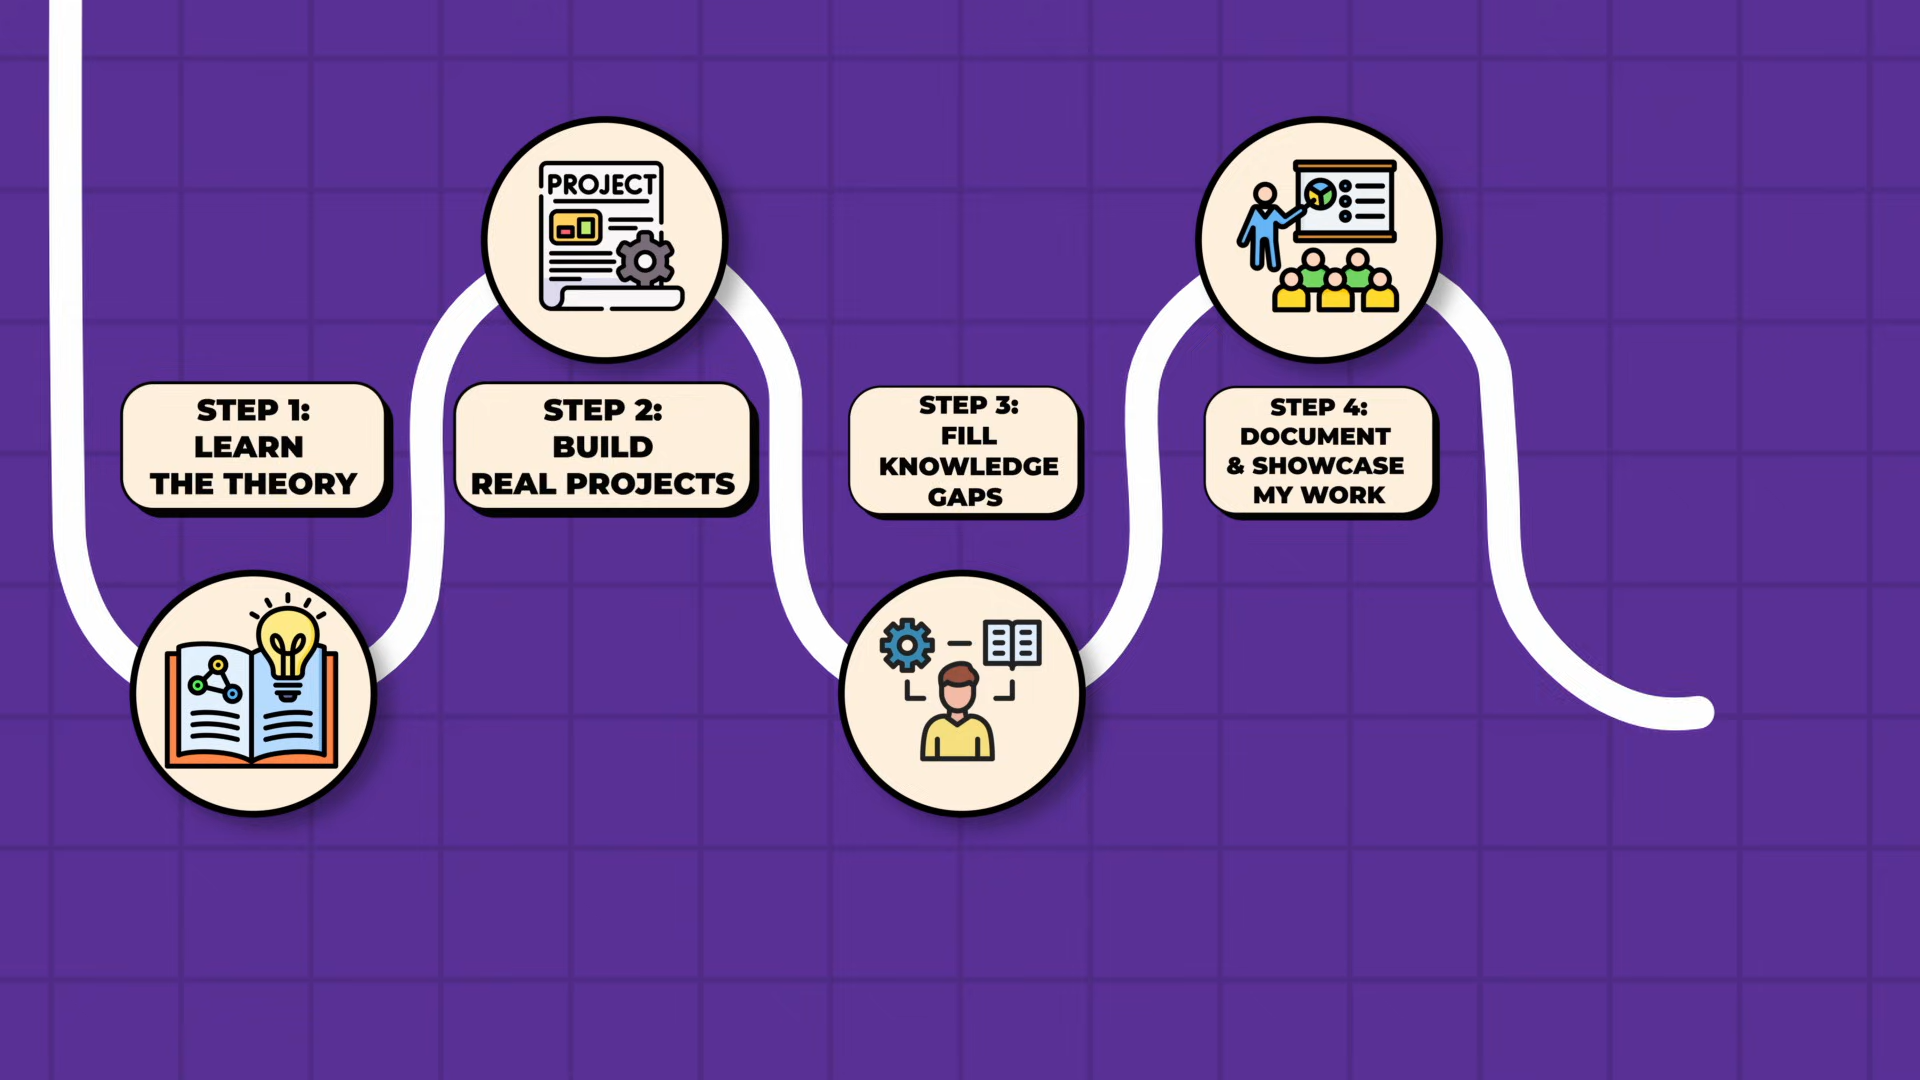 PROJECT
STEP 1:
LEARN
THE THEORY
STEP 2:
BUILD
REAL PROJECTS
STEP 3:
FILL
KNOWLEDGE
GAPS
STEP 4:
DOCUMENT
& SHOWCASE
MY WORK